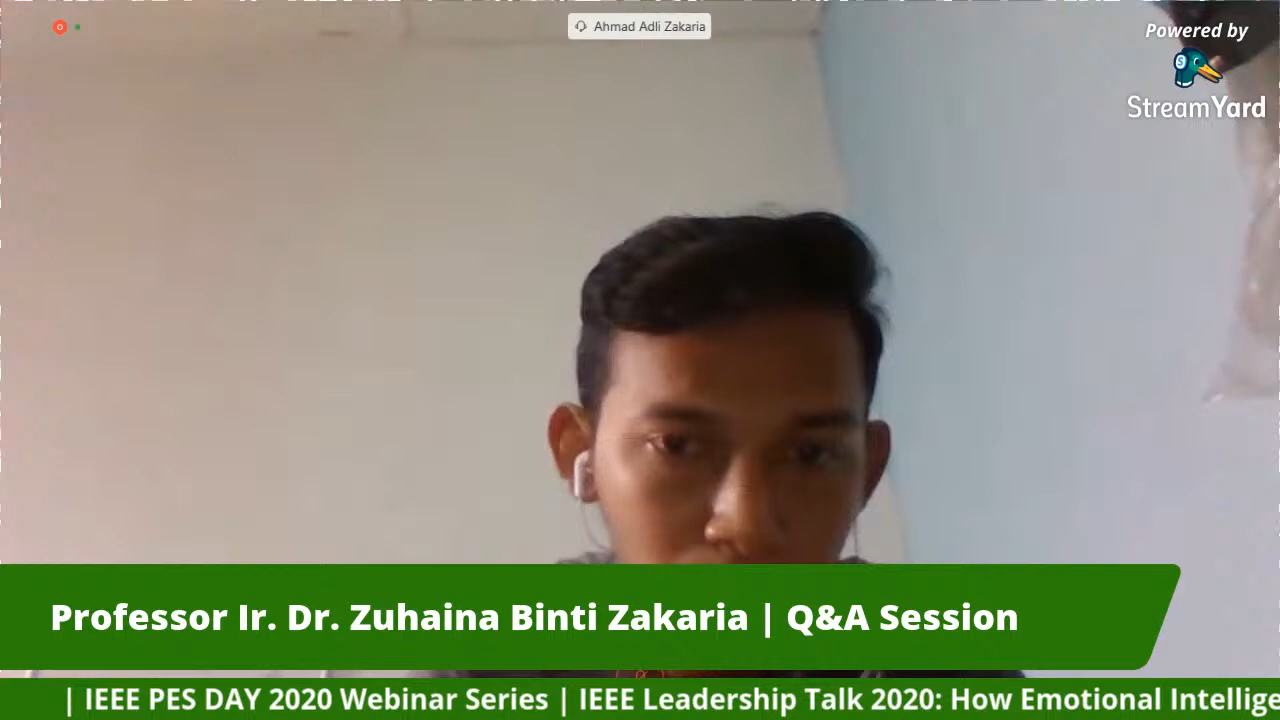 Ahmad Adli Zakaria
Powered by
S
StreamYard
Professor Ir. Dr. Zuhaina Binti Zakaria | Q&A Session
| IEEE PES DAY 2020 Webinar Series | IEEE Leadership Talk 2020: How Emotional Intellige